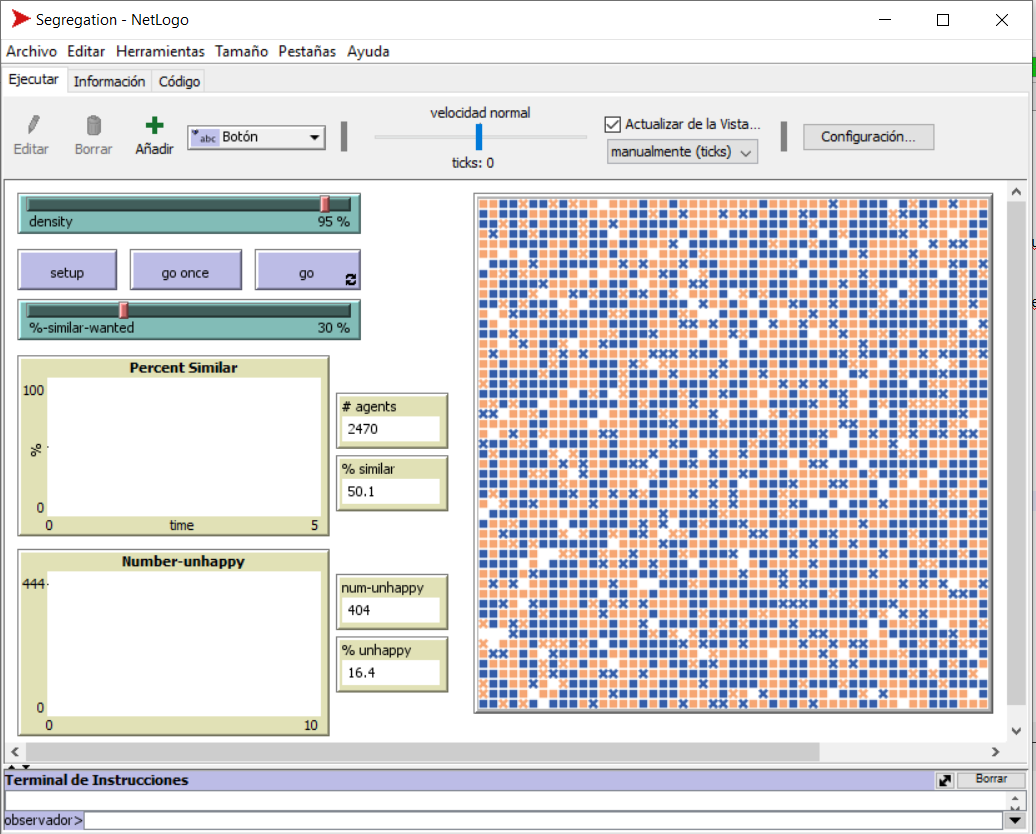 Segregation - NetLogo
Archivo Editar Herramientas Tamaño Pestañas Ayuda
Ejecutar Información Código
Editar Borrar Añadir
abc Botón
velocidad normal
ticks: 0
Actualizar de la Vista...
manualmente (ticks)
Configuración...
density 95 %
setup go once go
%-similar-wanted 30 %
Percent Similar
100
%
0
0 time 5
# agents
2470
% similar
50.1
Number-unhappy
444
0
0 10
num-unhappy
404
% unhappy
16.4
Terminal de Instrucciones
Borrar
observador>